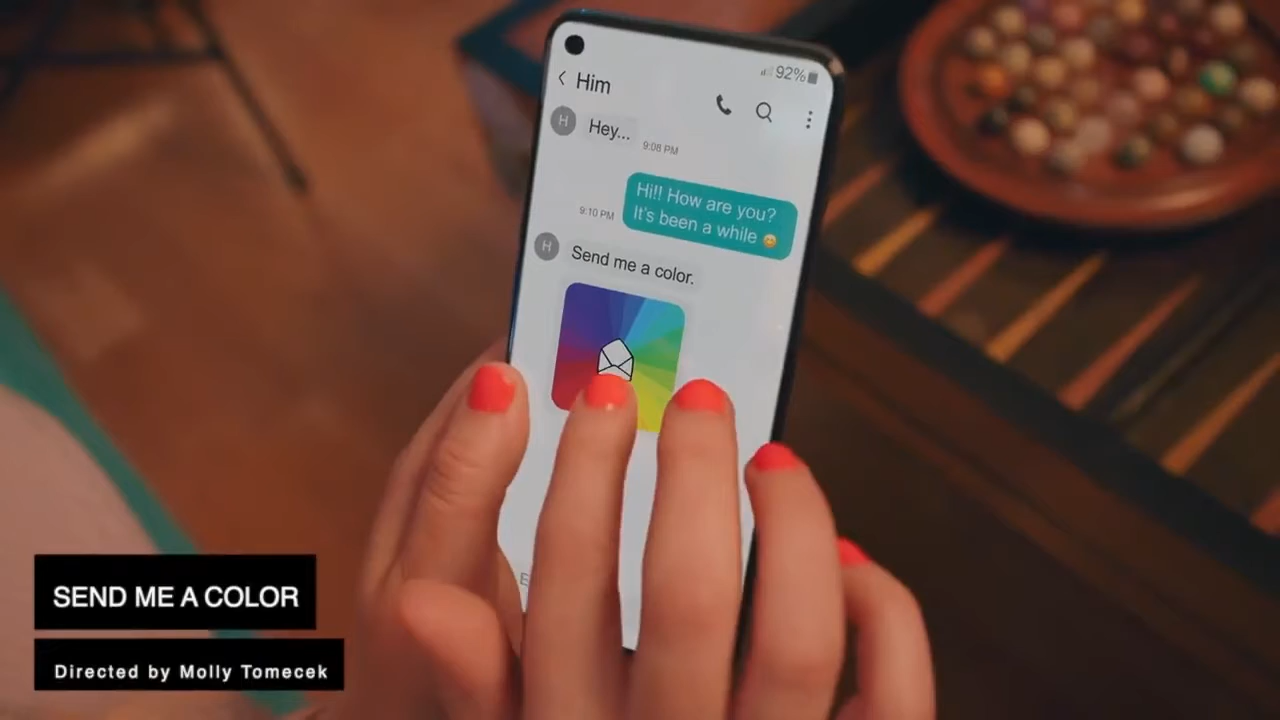 92%
Him
H
Hey...
9:08 PM
Hi!! How are you?
It's been a while
9:10 PM
H
Send me a color.
E
SEND ME A COLOR
Directed by Molly Tomecek